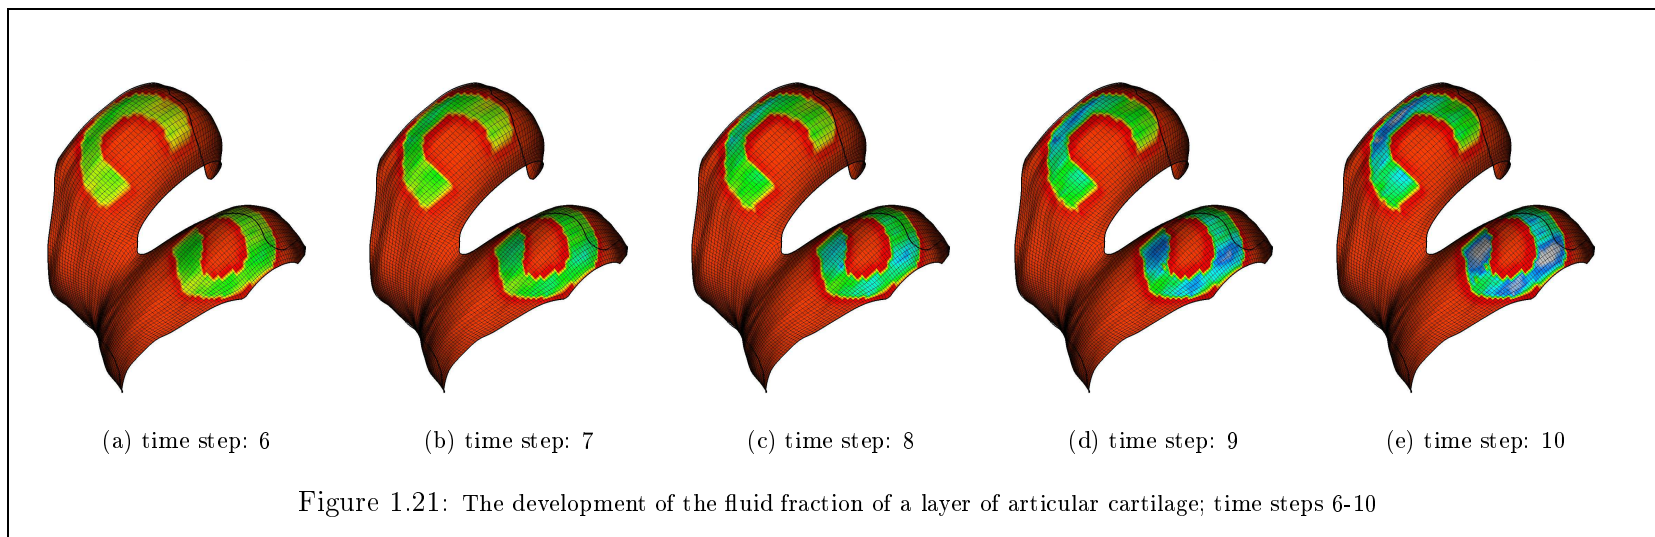 (a) time step: 6
(b) time step: 7
(c) time step: 8
(d) time step: 9
(e) time step: 10
Figure 1.21: The development of the fluid fraction of a layer of articular cartilage; time steps 6-10